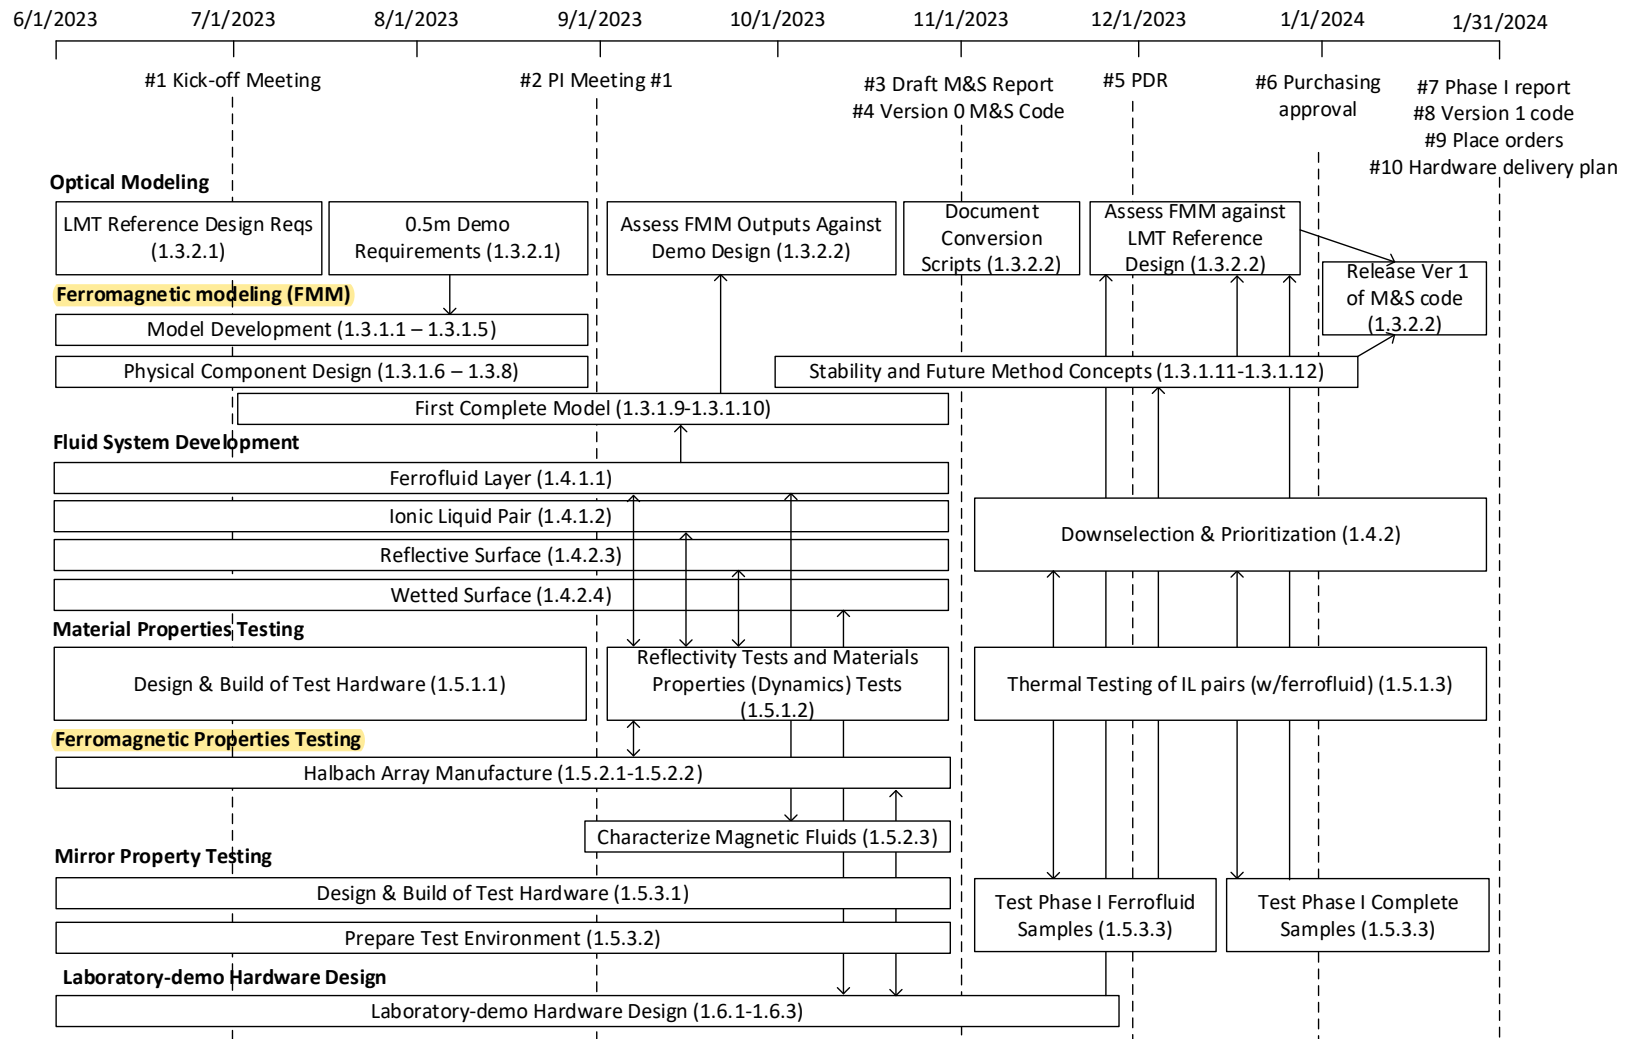 6/1/2023
7/1/2023
8/1/2023
9/1/2023
10/1/2023
11/1/2023
12/1/2023
1/1/2024
1/31/2024
#1 Kick-off Meeting
#2 PI Meeting #1
#3 Draft M&S Report
#4 Version 0 M&S Code
#5 PDR
#6 Purchasing
approval
#7 Phase I report
#8 Version 1 code
#9 Place orders
#10 Hardware delivery plan
Optical Modeling
LMT Reference Design Reqs
(1.3.2.1)
0.5m Demo
Requirements (1.3.2.1)
Assess FMM Outputs Against
Demo Design (1.3.2.2)
Document
Conversion
Scripts (1.3.2.2)
Assess FMM against
LMT Reference
Design (1.3.2.2)
Release Ver 1
of M&S code
(1.3.2.2)
Ferromagnetic modeling (FMM)
Model Development (1.3.1.1 – 1.3.1.5)
Physical Component Design (1.3.1.6 – 1.3.8)
Stability and Future Method Concepts (1.3.1.11-1.3.1.12)
First Complete Model (1.3.1.9-1.3.1.10)
Fluid System Development
Ferrofluid Layer (1.4.1.1)
Ionic Liquid Pair (1.4.1.2)
Reflective Surface (1.4.2.3)
Wetted Surface (1.4.2.4)
Downselection & Prioritization (1.4.2)
Material Properties Testing
Design & Build of Test Hardware (1.5.1.1)
Reflectivity Tests and Materials
Properties (Dynamics) Tests
(1.5.1.2)
Thermal Testing of IL pairs (w/ferrofluid) (1.5.1.3)
Ferromagnetic Properties Testing
Halbach Array Manufacture (1.5.2.1-1.5.2.2)
Characterize Magnetic Fluids (1.5.2.3)
Mirror Property Testing
Design & Build of Test Hardware (1.5.3.1)
Prepare Test Environment (1.5.3.2)
Test Phase I Ferrofluid
Samples (1.5.3.3)
Test Phase I Complete
Samples (1.5.3.3)
Laboratory-demo Hardware Design
Laboratory-demo Hardware Design (1.6.1-1.6.3)